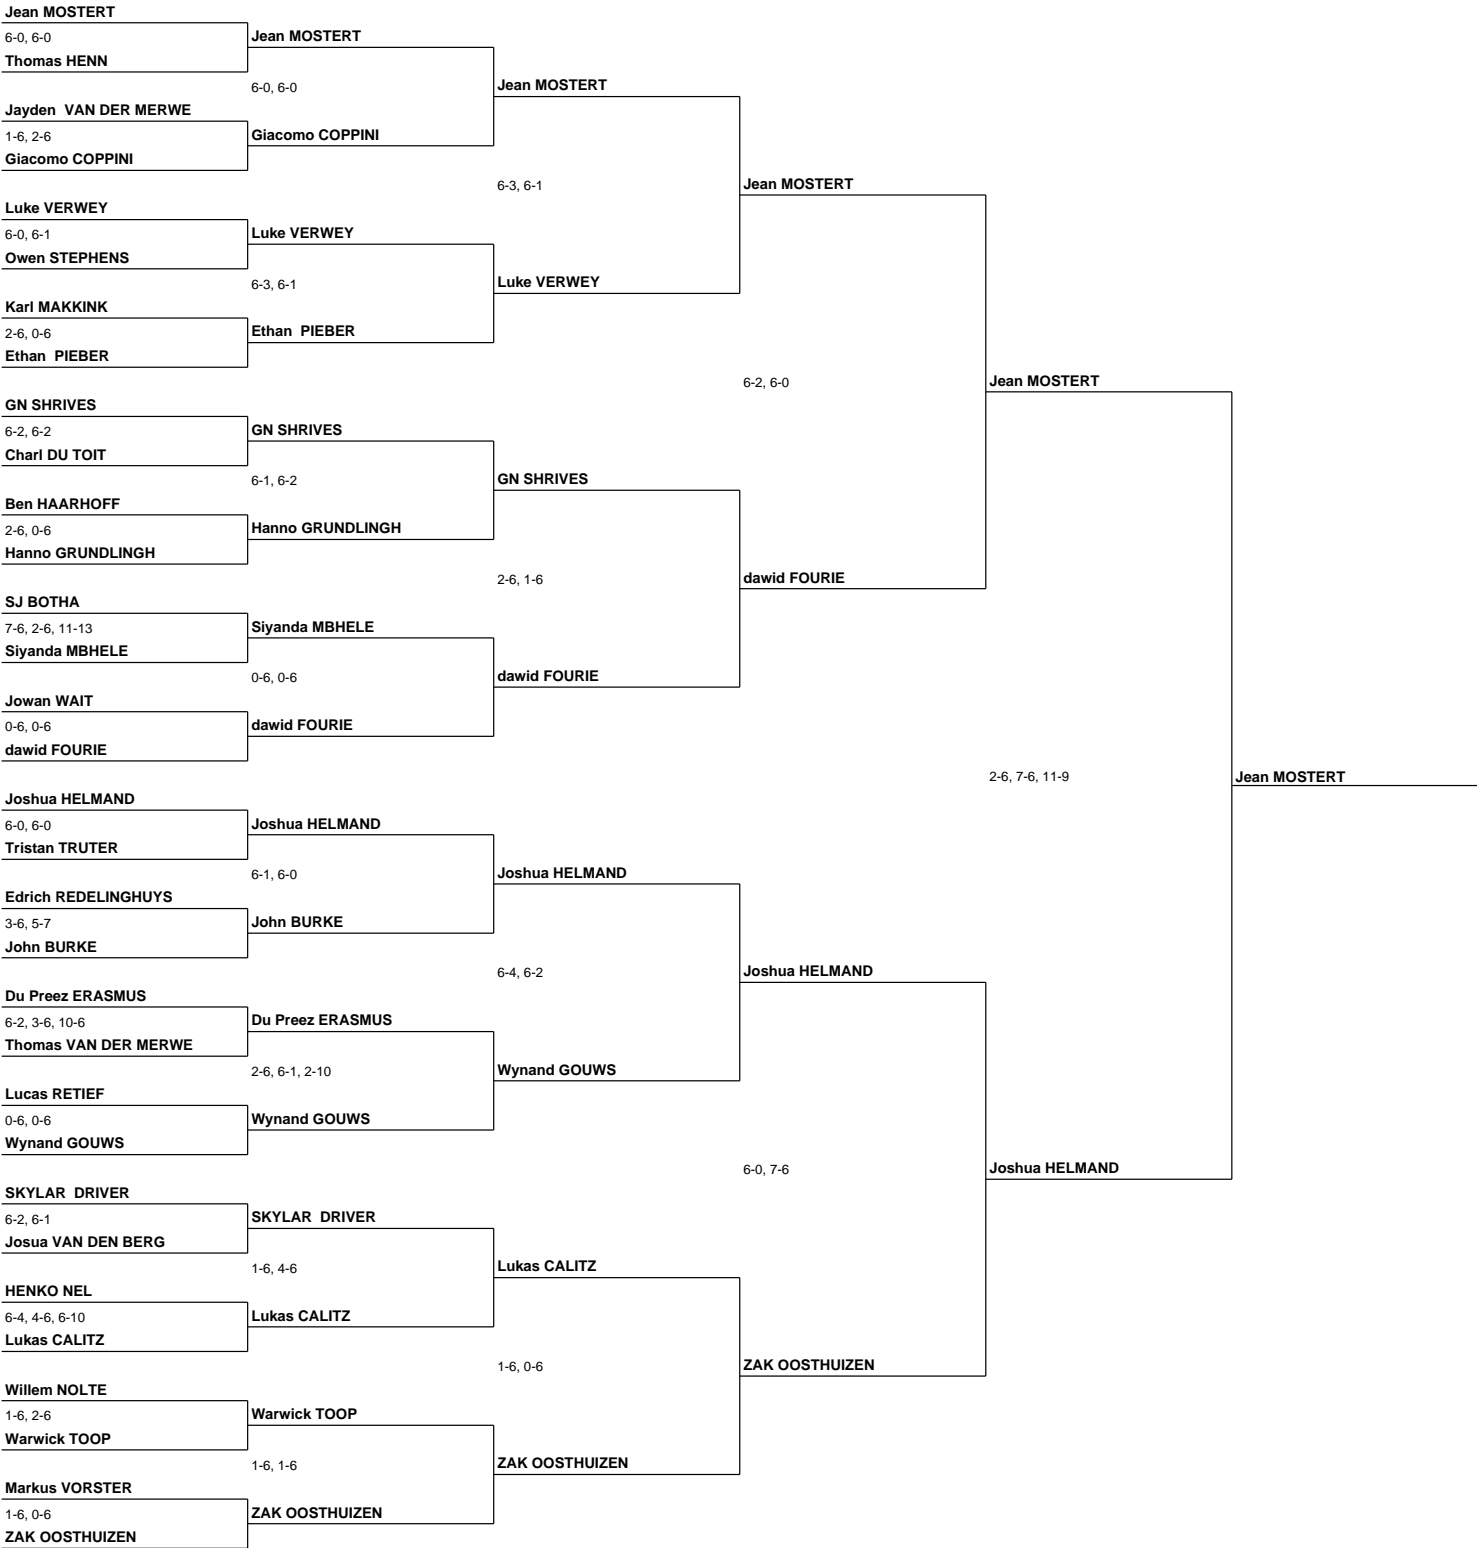 Jean MOSTERT
6-0, 6-0
Thomas HENN
Jayden  VAN DER MERWE
1-6, 2-6
Giacomo COPPINI
Luke VERWEY
6-0, 6-1
Owen STEPHENS
Karl MAKKINK
2-6, 0-6
Ethan  PIEBER
GN SHRIVES
6-2, 6-2
Charl DU TOIT
Ben HAARHOFF
2-6, 0-6
Hanno GRUNDLINGH
SJ BOTHA
7-6, 2-6, 11-13
Siyanda MBHELE
Jowan WAIT
0-6, 0-6
dawid FOURIE
Joshua HELMAND
6-0, 6-0
Tristan TRUTER
Edrich REDELINGHUYS
3-6, 5-7
John BURKE
Du Preez ERASMUS
6-2, 3-6, 10-6
Thomas VAN DER MERWE
Lucas RETIEF
0-6, 0-6
Wynand GOUWS
SKYLAR  DRIVER
6-2, 6-1
Josua VAN DEN BERG
HENKO NEL
6-4, 4-6, 6-10
Lukas CALITZ
Willem NOLTE
1-6, 2-6
Warwick TOOP
Markus VORSTER
1-6, 0-6
ZAK OOSTHUIZEN
Jean MOSTERT
6-0, 6-0
Giacomo COPPINI
Luke VERWEY
6-3, 6-1
Ethan  PIEBER
GN SHRIVES
6-1, 6-2
Hanno GRUNDLINGH
Siyanda MBHELE
0-6, 0-6
dawid FOURIE
Joshua HELMAND
6-1, 6-0
John BURKE
Du Preez ERASMUS
2-6, 6-1, 2-10
Wynand GOUWS
SKYLAR  DRIVER
1-6, 4-6
Lukas CALITZ
Warwick TOOP
1-6, 1-6
ZAK OOSTHUIZEN
Jean MOSTERT
6-3, 6-1
Luke VERWEY
GN SHRIVES
2-6, 1-6
dawid FOURIE
Joshua HELMAND
6-4, 6-2
Wynand GOUWS
Lukas CALITZ
1-6, 0-6
ZAK OOSTHUIZEN
Jean MOSTERT
6-2, 6-0
dawid FOURIE
Joshua HELMAND
6-0, 7-6
ZAK OOSTHUIZEN
Jean MOSTERT
2-6, 7-6, 11-9
Joshua HELMAND
Jean MOSTERT